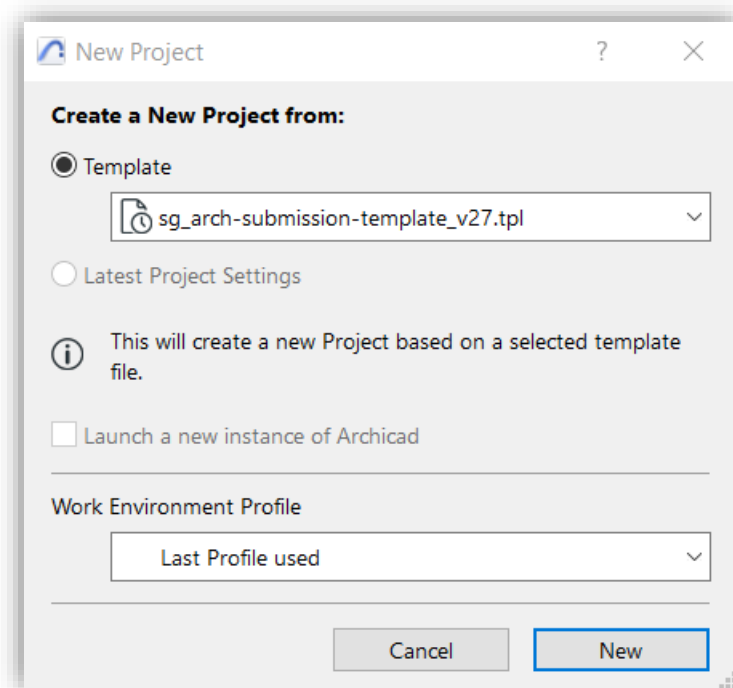 New Project
Create a New Project from:
Template
sg_arch-submission-template_v27.tpl
Latest Project Settings
This will create a new Project based on a selected template
file.
Launch a new instance of Archicad
Work Environment Profile
Last Profile used
Cancel New